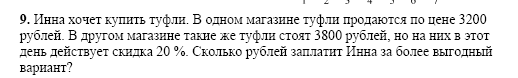 9. Инна хочет купить туфли. В одном магазине туфли продаются по цене 3200
рублей. В другом магазине такие же туфли стоят 3800 рублей, но на них в этот
день действует скидка 20 %. Сколько рублей заплатит Инна за более выгодный
вариант?